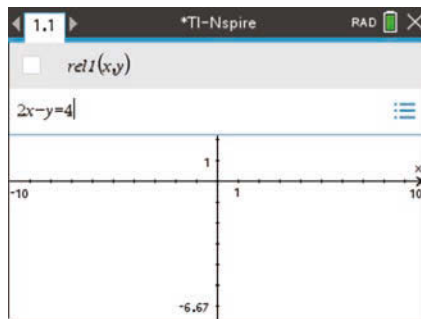 1.1 *TI-Nspire RAD
rel1(x,y)
2x-y=4
1
x
-10 1 10
-6.67